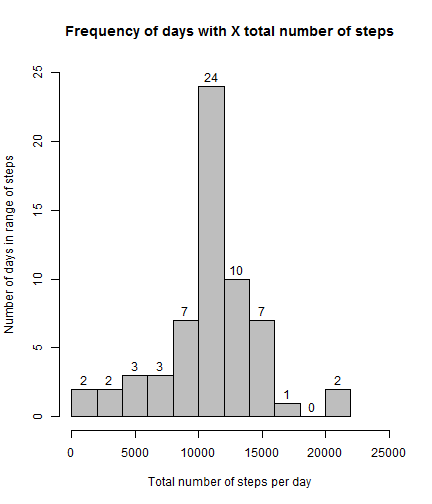 Frequency of days with X total number of steps
Number of days in range of steps
25
20
15
10
5
0
2 2 3 3 7 24 10 7 1 0 2
0 5000 10000 15000 20000 25000
Total number of steps per day